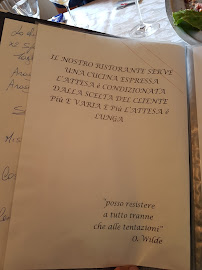 IL NOSTRO RISTORANTE SERVE
UNA CUCINA ESPRESSA
L'ATTESA è CONDIZIONATA
DALLA SCELTA DEL CLIENTE
Più E' VARIA E Più L'ATTESA è
LUNGA
"posso resistere
a tutto tranne
che alle tentazioni"
O. Wilde